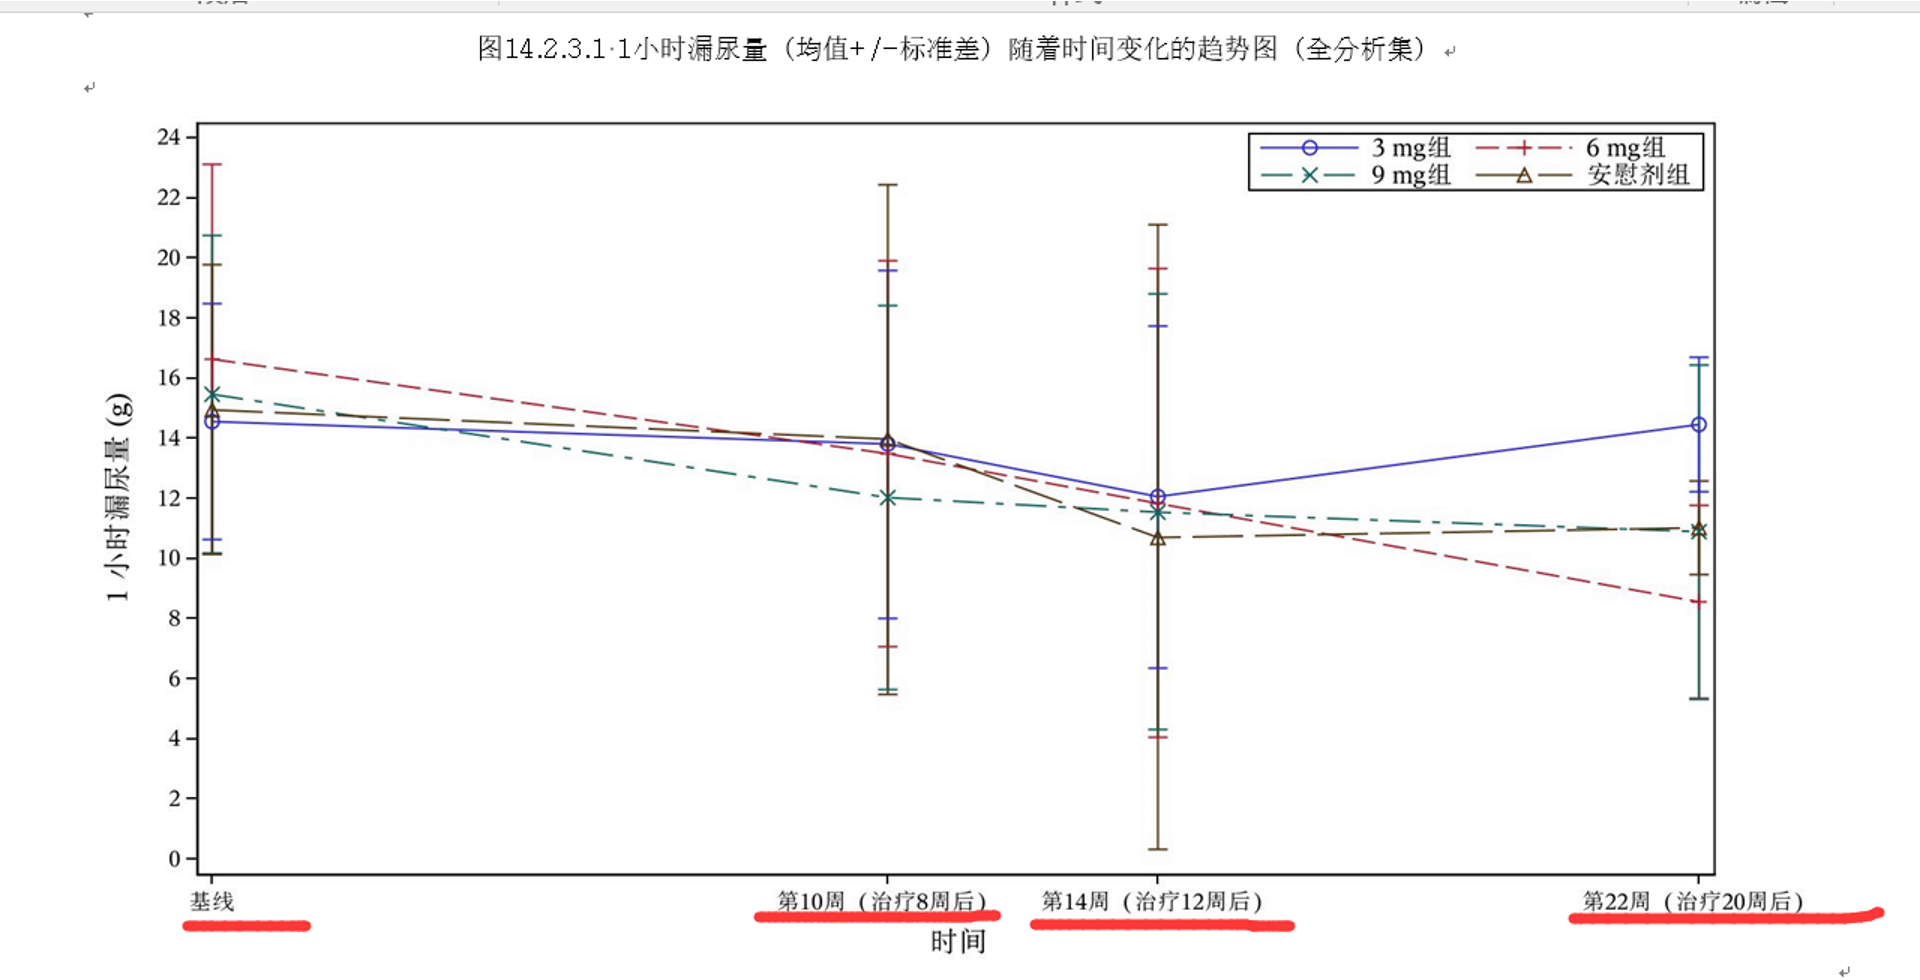 图14.2.3.1·1小时漏尿量（均值+/-标准差）随着时间变化的趋势图（全分析集）
3 mg组 6 mg组
9 mg组 安慰剂组
24
22
20
18
16
14
12
10
8
6
4
2
0
1 小时漏尿量 (g)
基线 第10周（治疗8周后） 第14周（治疗12周后） 第22周（治疗20周后）
时间